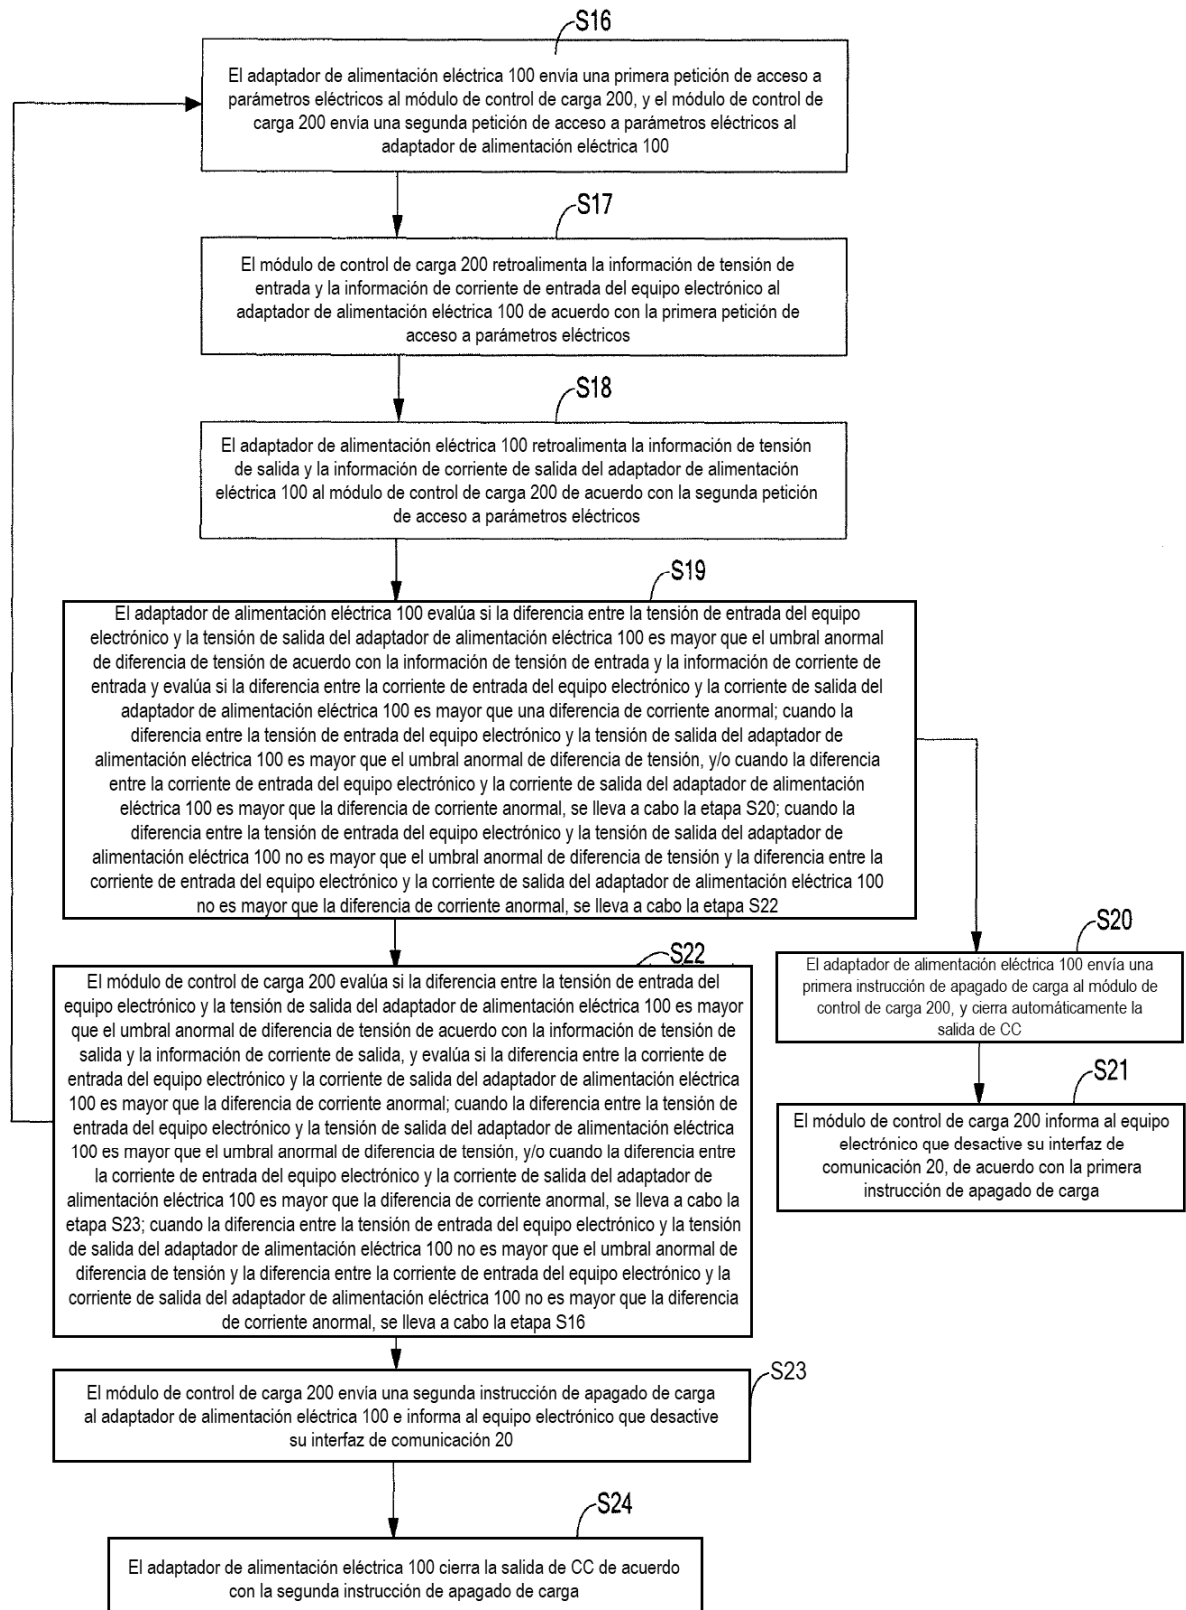 S16
El adaptador de alimentación eléctrica 100 envía una primera petición de acceso a
parámetros eléctricos al módulo de control de carga 200, y el módulo de control de
carga 200 envía una segunda petición de acceso a parámetros eléctricos al
adaptador de alimentación eléctrica 100
S17
El módulo de control de carga 200 retroalimenta la información de tensión de
entrada y la información de corriente de entrada del equipo electrónico al
adaptador de alimentación eléctrica 100 de acuerdo con la primera petición de
acceso a parámetros eléctricos
S18
El adaptador de alimentación eléctrica 100 retroalimenta la información de tensión
de salida y la información de corriente de salida del adaptador de alimentación
eléctrica 100 al módulo de control de carga 200 de acuerdo con la segunda petición
de acceso a parámetros eléctricos
S19
El adaptador de alimentación eléctrica 100 evalúa si la diferencia entre la tensión de entrada del equipo
electrónico y la tensión de salida del adaptador de alimentación eléctrica 100 es mayor que el umbral anormal
de diferencia de tensión de acuerdo con la información de tensión de entrada y la información de corriente de
entrada y evalúa si la diferencia entre la corriente de entrada del equipo electrónico y la corriente de salida del
adaptador de alimentación eléctrica 100 es mayor que una diferencia de corriente anormal; cuando la
diferencia entre la tensión de entrada del equipo electrónico y la tensión de salida del adaptador de
alimentación eléctrica 100 es mayor que el umbral anormal de diferencia de tensión, y/o cuando la diferencia
entre la corriente de entrada del equipo electrónico y la corriente de salida del adaptador de alimentación
eléctrica 100 es mayor que la diferencia de corriente anormal, se lleva a cabo la etapa S20; cuando la
diferencia entre la tensión de entrada del equipo electrónico y la tensión de salida del adaptador de
alimentación eléctrica 100 no es mayor que el umbral anormal de diferencia de tensión y la diferencia entre la
corriente de entrada del equipo electrónico y la corriente de salida del adaptador de alimentación eléctrica 100
no es mayor que la diferencia de corriente anormal, se lleva a cabo la etapa S22
S20
El adaptador de alimentación eléctrica 100 envía una
primera instrucción de apagado de carga al módulo de
control de carga 200, y cierra automáticamente la
salida de CC
S21
El módulo de control de carga 200 informa al equipo
electrónico que desactive su interfaz de
comunicación 20, de acuerdo con la primera
instrucción de apagado de carga
S22
El módulo de control de carga 200 evalúa si la diferencia entre la tensión de entrada del
equipo electrónico y la tensión de salida del adaptador de alimentación eléctrica 100 es mayor
que el umbral anormal de diferencia de tensión de acuerdo con la información de tensión de
salida y la información de corriente de salida, y evalúa si la diferencia entre la corriente de
entrada del equipo electrónico y la corriente de salida del adaptador de alimentación eléctrica
100 es mayor que la diferencia de corriente anormal; cuando la diferencia entre la tensión de
entrada del equipo electrónico y la tensión de salida del adaptador de alimentación eléctrica
100 es mayor que el umbral anormal de diferencia de tensión, y/o cuando la diferencia entre
la corriente de entrada del equipo electrónico y la corriente de salida del adaptador de
alimentación eléctrica 100 es mayor que la diferencia de corriente anormal, se lleva a cabo la
etapa S23; cuando la diferencia entre la tensión de entrada del equipo electrónico y la tensión
de salida del adaptador de alimentación eléctrica 100 no es mayor que el umbral anormal de
diferencia de tensión y la diferencia entre la corriente de entrada del equipo electrónico y la
corriente de salida del adaptador de alimentación eléctrica 100 no es mayor que la diferencia
de corriente anormal, se lleva a cabo la etapa S16
S23
El módulo de control de carga 200 envía una segunda instrucción de apagado de carga
al adaptador de alimentación eléctrica 100 e informa al equipo electrónico que desactive
su interfaz de comunicación 20
S24
El adaptador de alimentación eléctrica 100 cierra la salida de CC de acuerdo
con la segunda instrucción de apagado de carga